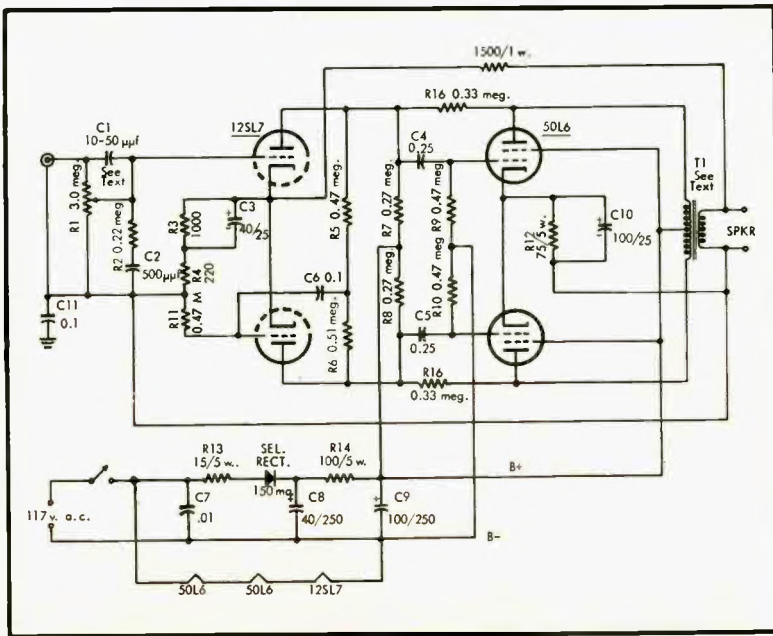 1500/1 w.
R16 0.33 meg.
12SL7
50L6
C1
10-50 µµf
See
Text
R1 3.0 meg.
R2 0.22 meg
C2
500µµf
R3
1000
C3
40/25
R4
220
R11
0.47 M
C6 0.1
R5 0.47 meg.
R6 0.51 meg.
C4
0.25
R7 0.27 meg.
R9 0.47 meg.
R8 0.27 meg.
R10 0.47 meg.
C5
0.25
R12
75/5 w.
C10
100/25
T1
See
Text
SPKR
C11
0.1
R16
0.33 meg.
R13
15/5 w.
SEL.
RECT.
150 ma
R14
100/5 w.
B+
117 v. a.c.
C7
.01
C8
40/250
C9
100/250
B–
50L6
50L6
12SL7